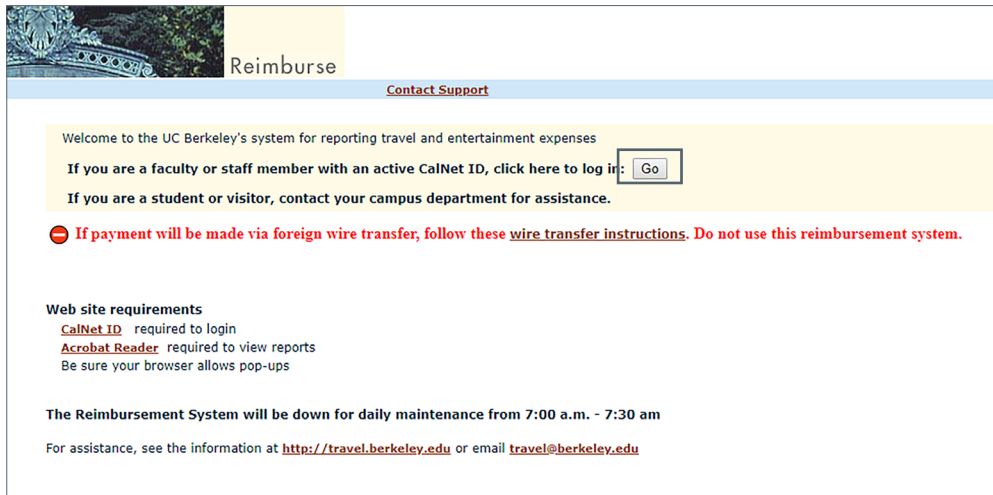 Reimburse
Contact Support
Welcome to the UC Berkeley's system for reporting travel and entertainment expenses
If you are a faculty or staff member with an active CalNet ID, click here to log in: Go
If you are a student or visitor, contact your campus department for assistance.
If payment will be made via foreign wire transfer, follow these wire transfer instructions. Do not use this reimbursement system.
Web site requirements
CalNet ID required to login
Acrobat Reader required to view reports
Be sure your browser allows pop-ups
The Reimbursement System will be down for daily maintenance from 7:00 a.m. - 7:30 am
For assistance, see the information at http://travel.berkeley.edu or email travel@berkeley.edu